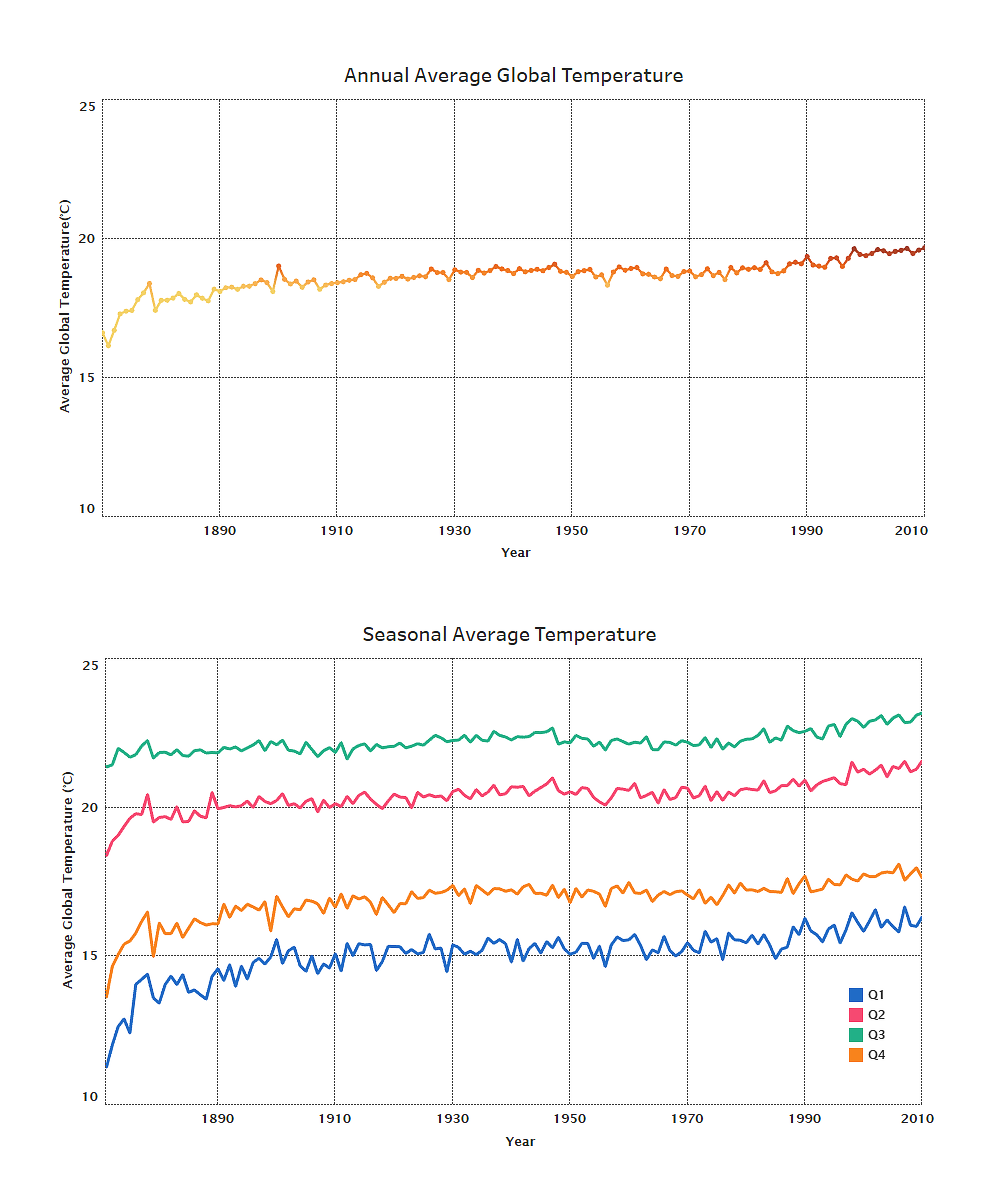 Annual Average Global Temperature
25
20
15
10
Average Global Temperature(°C)
1890 1910 1930 1950 1970 1990 2010
Year
Seasonal Average Temperature
25
20
15
10
Average Global Temperature (°C)
Q1
Q2
Q3
Q4
1890 1910 1930 1950 1970 1990 2010
Year